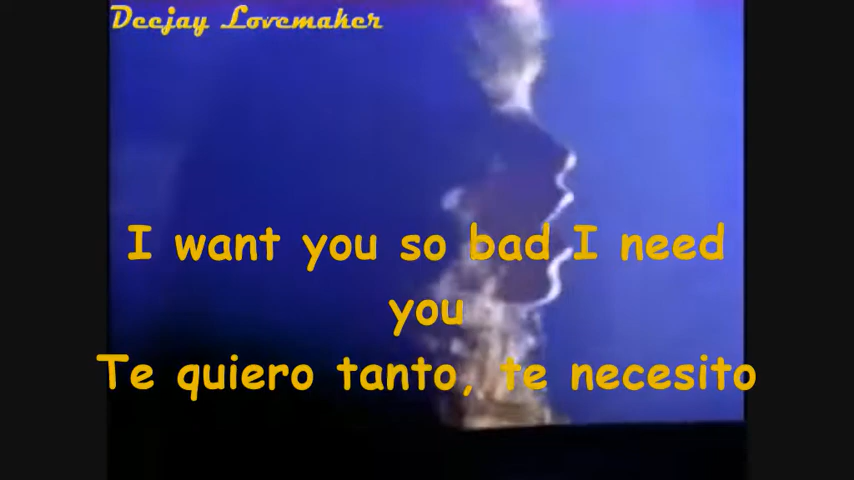 Deejay Lovemaker
I want you so bad I need
you
Te quiero tanto, te necesito